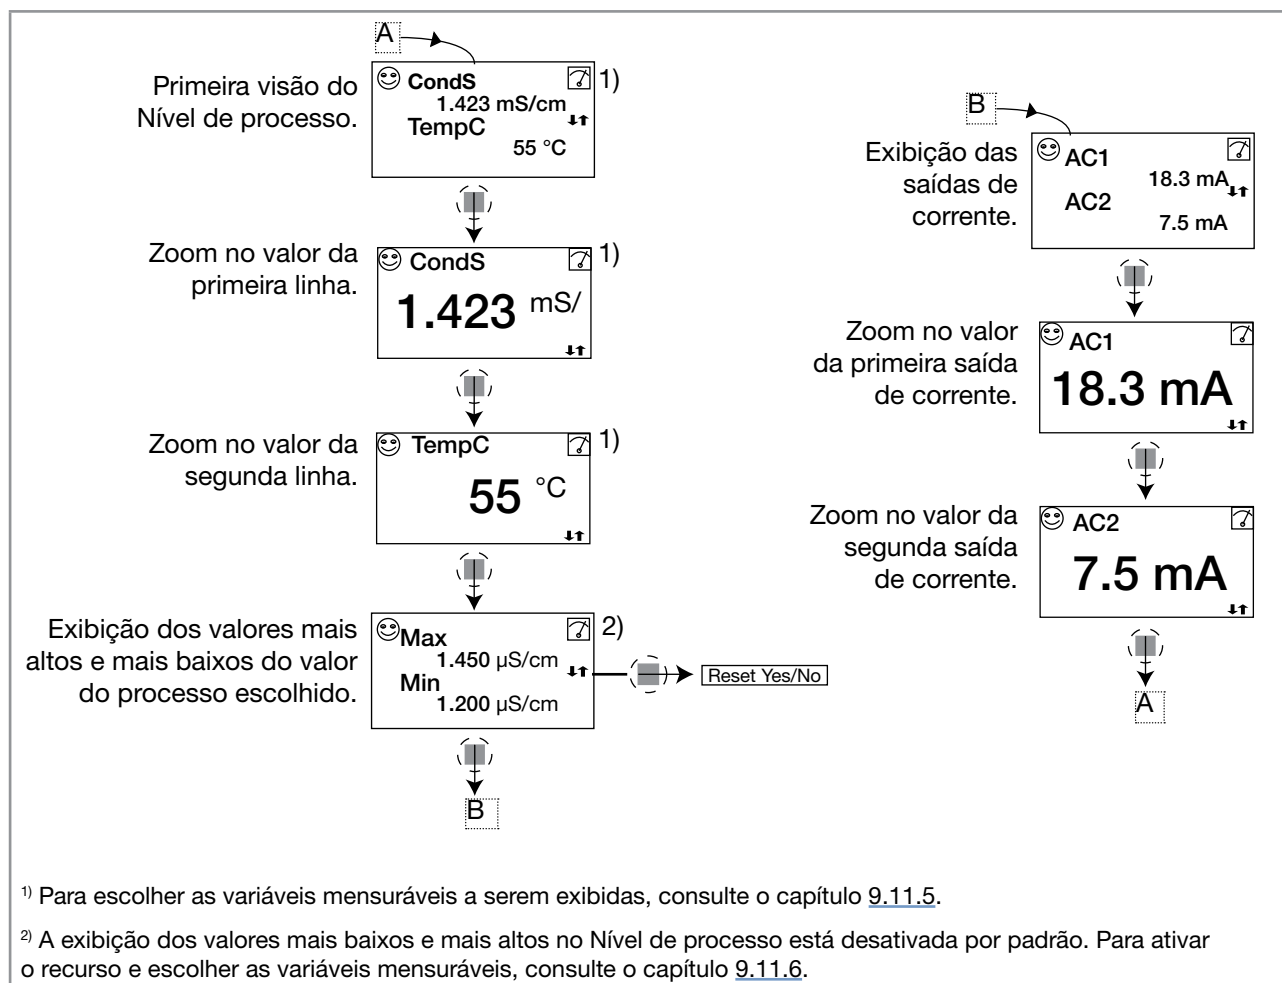 A
Primeira visão do
Nível de processo.
CondS
1.423 mS/cm
TempC
55 °C
1)
Zoom no valor da
primeira linha.
CondS
1.423 mS/
1)
Zoom no valor da
segunda linha.
TempC
55 °C
1)
Exibição dos valores mais
altos e mais baixos do valor
do processo escolhido.
Max
1.450 µS/cm
Min
1.200 µS/cm
2)
Reset Yes/No
B
B
Exibição das
saídas de
corrente.
AC1
18.3 mA
AC2
7.5 mA
Zoom no valor
da primeira saída
de corrente.
AC1
18.3 mA
Zoom no valor da
segunda saída
de corrente.
AC2
7.5 mA
A
1) Para escolher as variáveis mensuráveis a serem exibidas, consulte o capítulo 9.11.5.
2) A exibição dos valores mais baixos e mais altos no Nível de processo está desativada por padrão. Para ativar
o recurso e escolher as variáveis mensuráveis, consulte o capítulo 9.11.6.